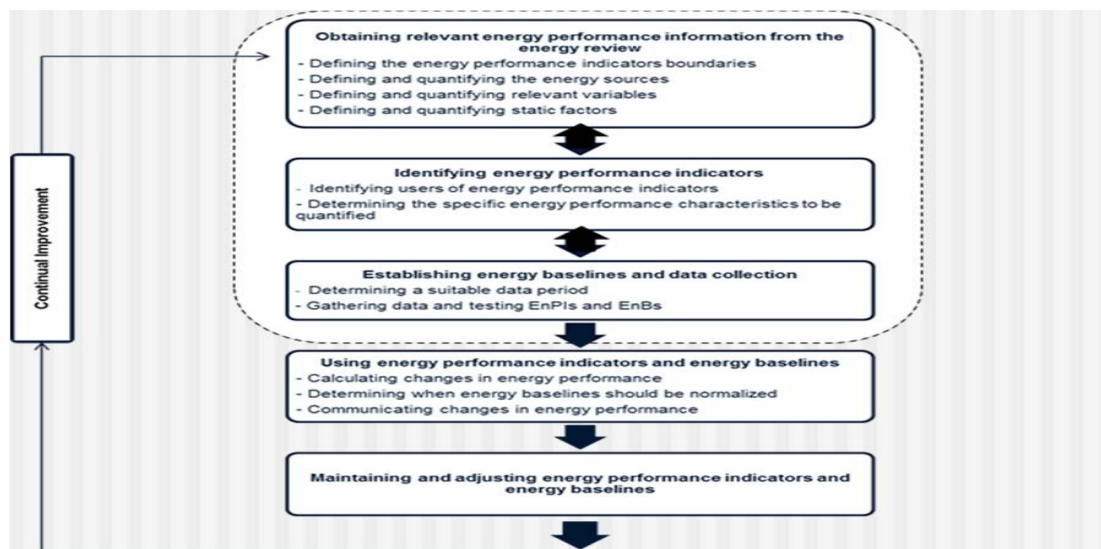 Obtaining relevant energy performance information from the
energy review
- Defining the energy performance indicators boundaries
- Defining and quantifying the energy sources
- Defining and quantifying relevant variables
- Defining and quantifying static factors
Identifying energy performance indicators
- Identifying users of energy performance indicators
- Determining the specific energy performance characteristics to be
quantified
Continual Improvement
Establishing energy baselines and data collection
- Determining a suitable data period
- Gathering data and testing EnPIs and EnBs
Using energy performance indicators and energy baselines
- Calculating changes in energy performance
- Determining when energy baselines should be normalized
- Communicating changes in energy performance
Maintaining and adjusting energy performance indicators and
energy baselines